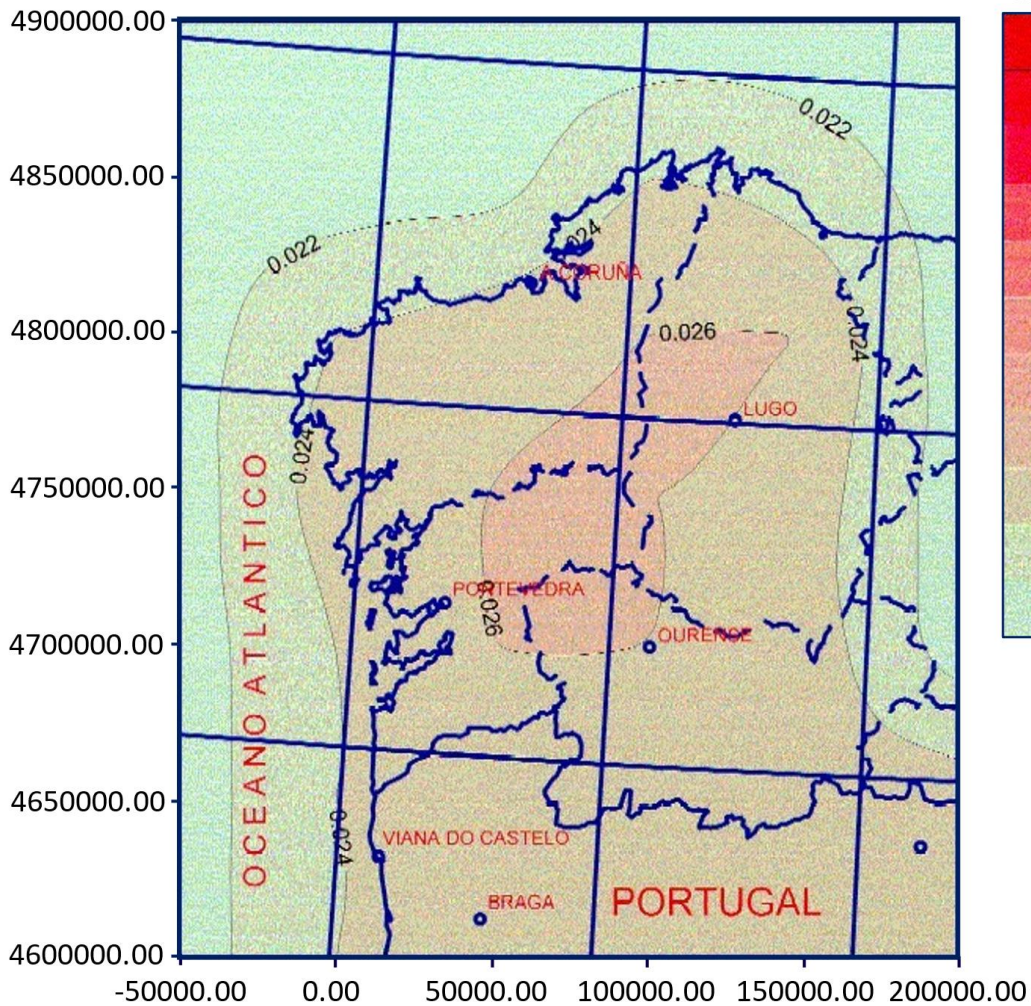 4900000.00
0.022
4850000.00
0.022
024
A CORUÑA
4800000.00
0.026
0.024
LUGO
0.024
4750000.00
OCEANO ATLANTICO
PONTEVEDRA
0.026
OURENSE
4700000.00
4650000.00
0.024
VIANA DO CASTELO
BRAGA
PORTUGAL
4600000.00
-50000.00 0.00 50000.00 100000.00 150000.00 200000.00